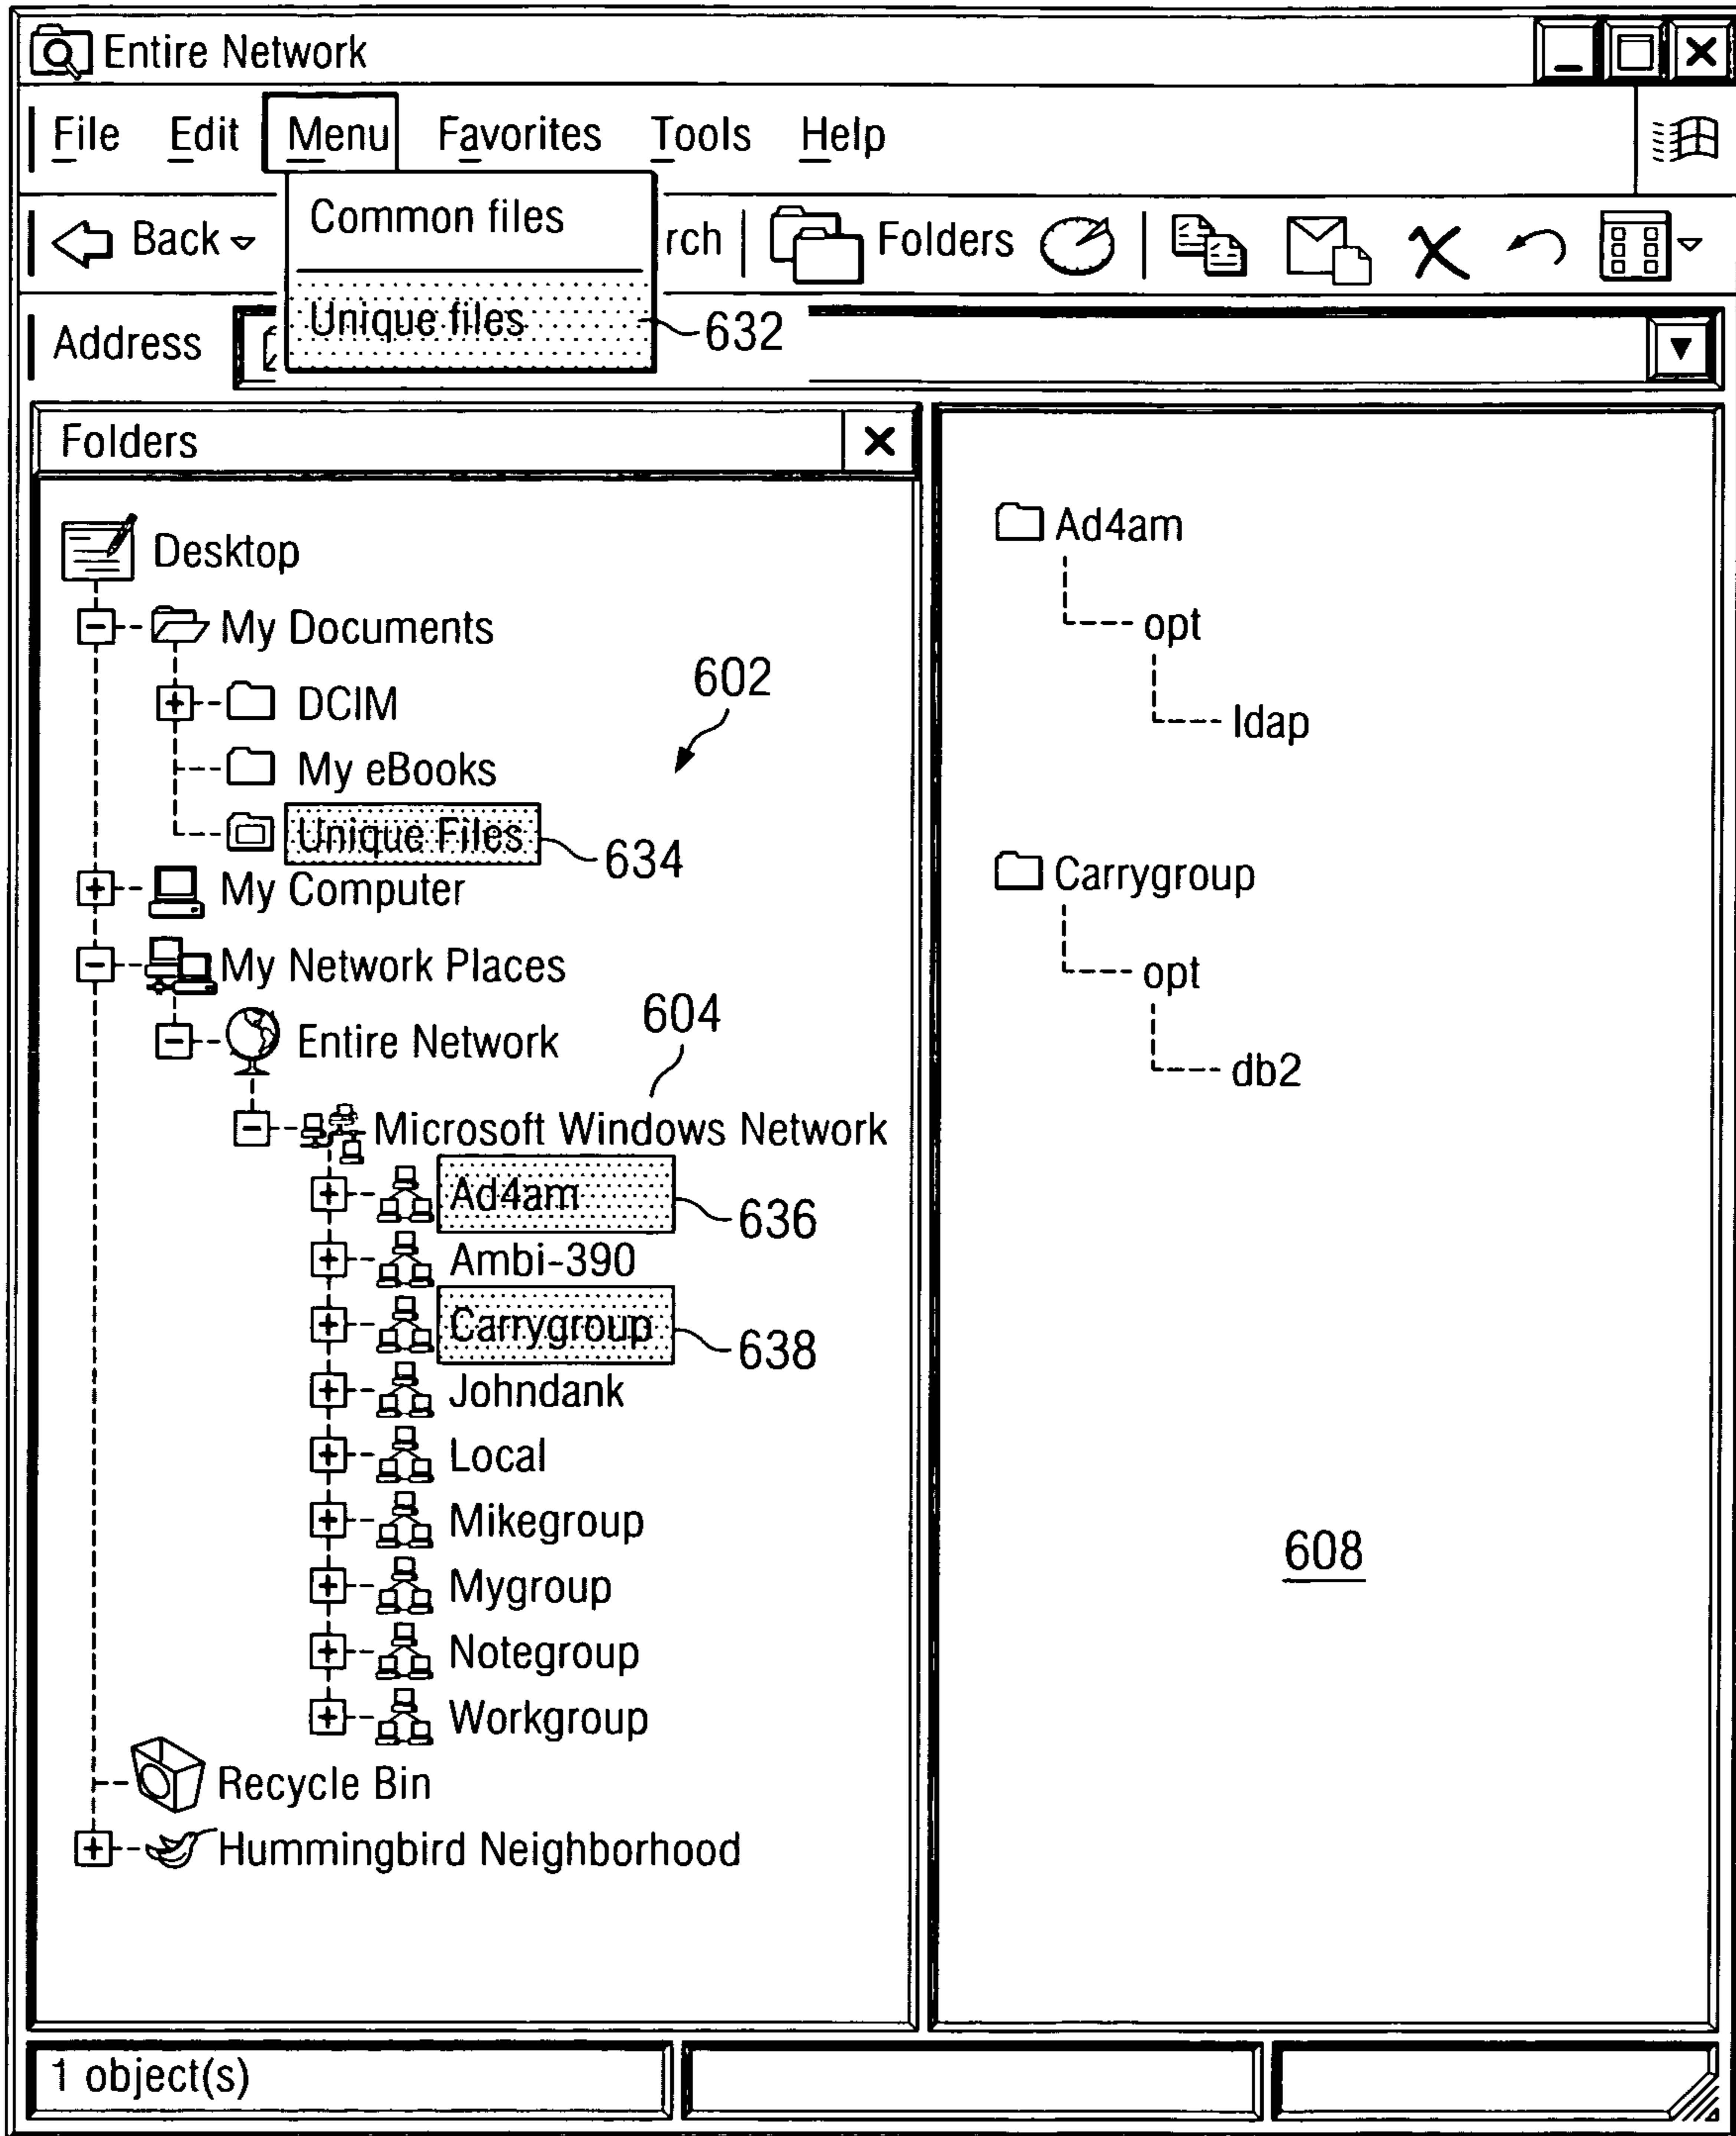 Entire Network
File Edit Menu Favorites Tools Help
Common files
Back rch Folders
Unique files 632
Address
Folders
Desktop
My Documents
602
DCIM
My eBooks
Unique Files 634
My Computer
My Network Places
604
Entire Network
Microsoft Windows Network
Ad4am 636
Ambi-390
Carrygroup 638
Johndank
Local
Mikegroup
Mygroup
Notegroup
Workgroup
Recycle Bin
Hummingbird Neighborhood
Ad4am
opt
ldap
Carrygroup
opt
db2
608
1 object(s)